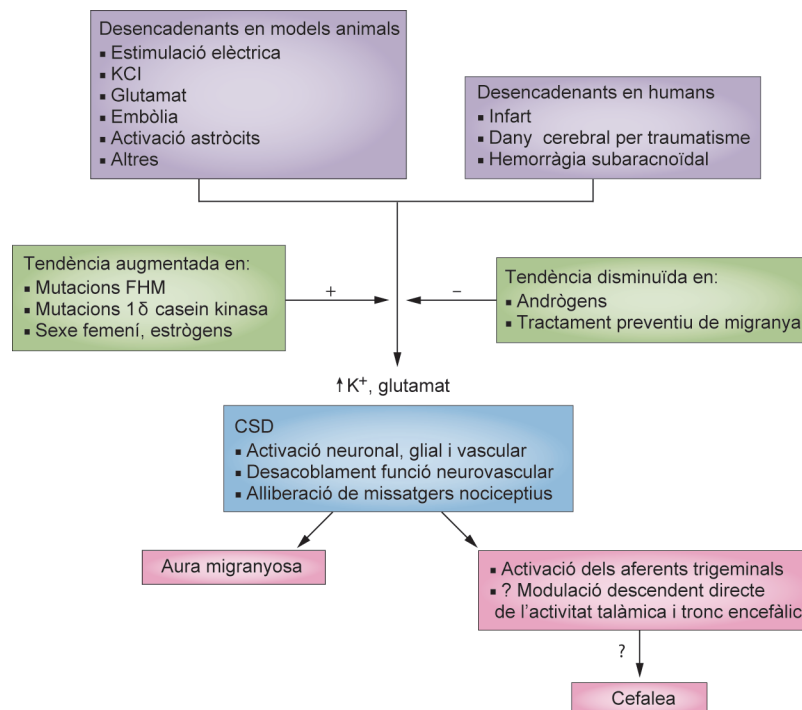 Desencadenants en models animals
▪ Estimulació elèctrica
▪ KCl
▪ Glutamat
▪ Embòlia
▪ Activació astròcits
▪ Altres
Desencadenants en humans
▪ Infart
▪ Dany cerebral per traumatisme
▪ Hemorràgia subaracnoïdal
Tendència augmentada en:
▪ Mutacions FHM
▪ Mutacions 1δ casein kinasa
▪ Sexe femení, estrògens
+
−
Tendència disminuïda en:
▪ Andrògens
▪ Tractament preventiu de migranya
↑K⁺, glutamat
CSD
▪ Activació neuronal, glial i vascular
▪ Desacoblament funció neurovascular
▪ Alliberació de missatgers nociceptius
Aura migranyosa
▪ Activació dels aferents trigeminals
▪ ? Modulació descendent directe
de l'activitat talàmica i tronc encefàlic
?
Cefalea